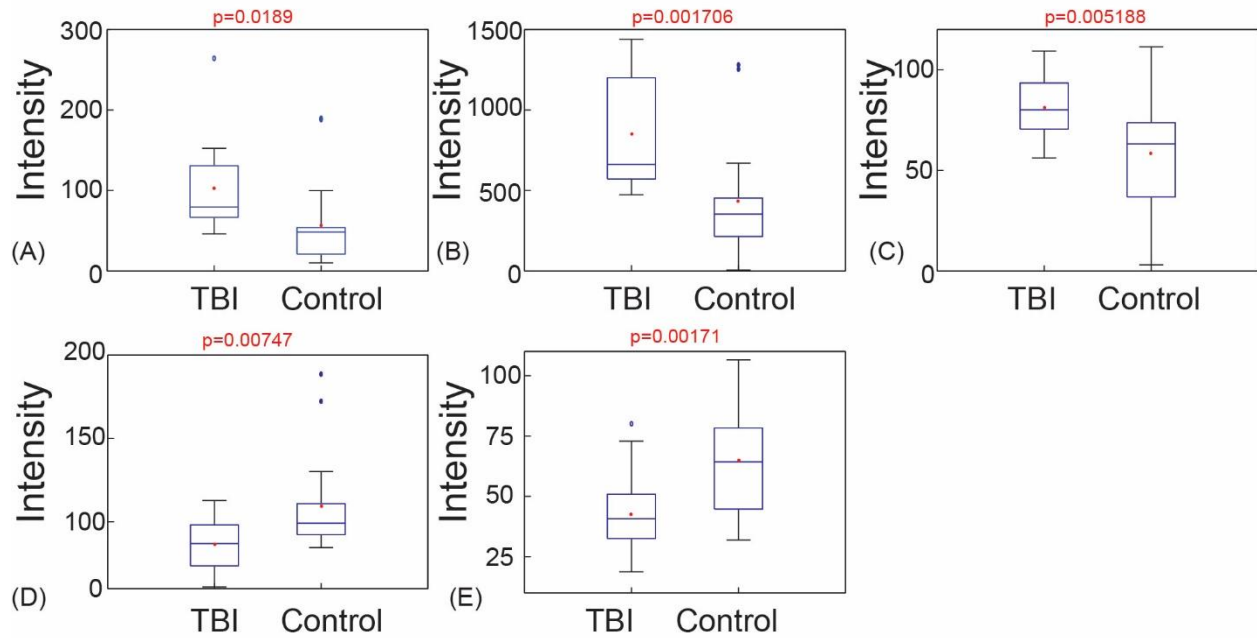 p=0.0189
300
200
100
0
Intensity
(A)
TBI
Control
p=0.001706
1500
1000
500
0
Intensity
(B)
TBI
Control
p=0.005188
100
50
0
Intensity
(C)
TBI
Control
p=0.00747
200
150
100
0
Intensity
(D)
TBI
Control
p=0.00171
100
75
50
25
Intensity
(E)
TBI
Control